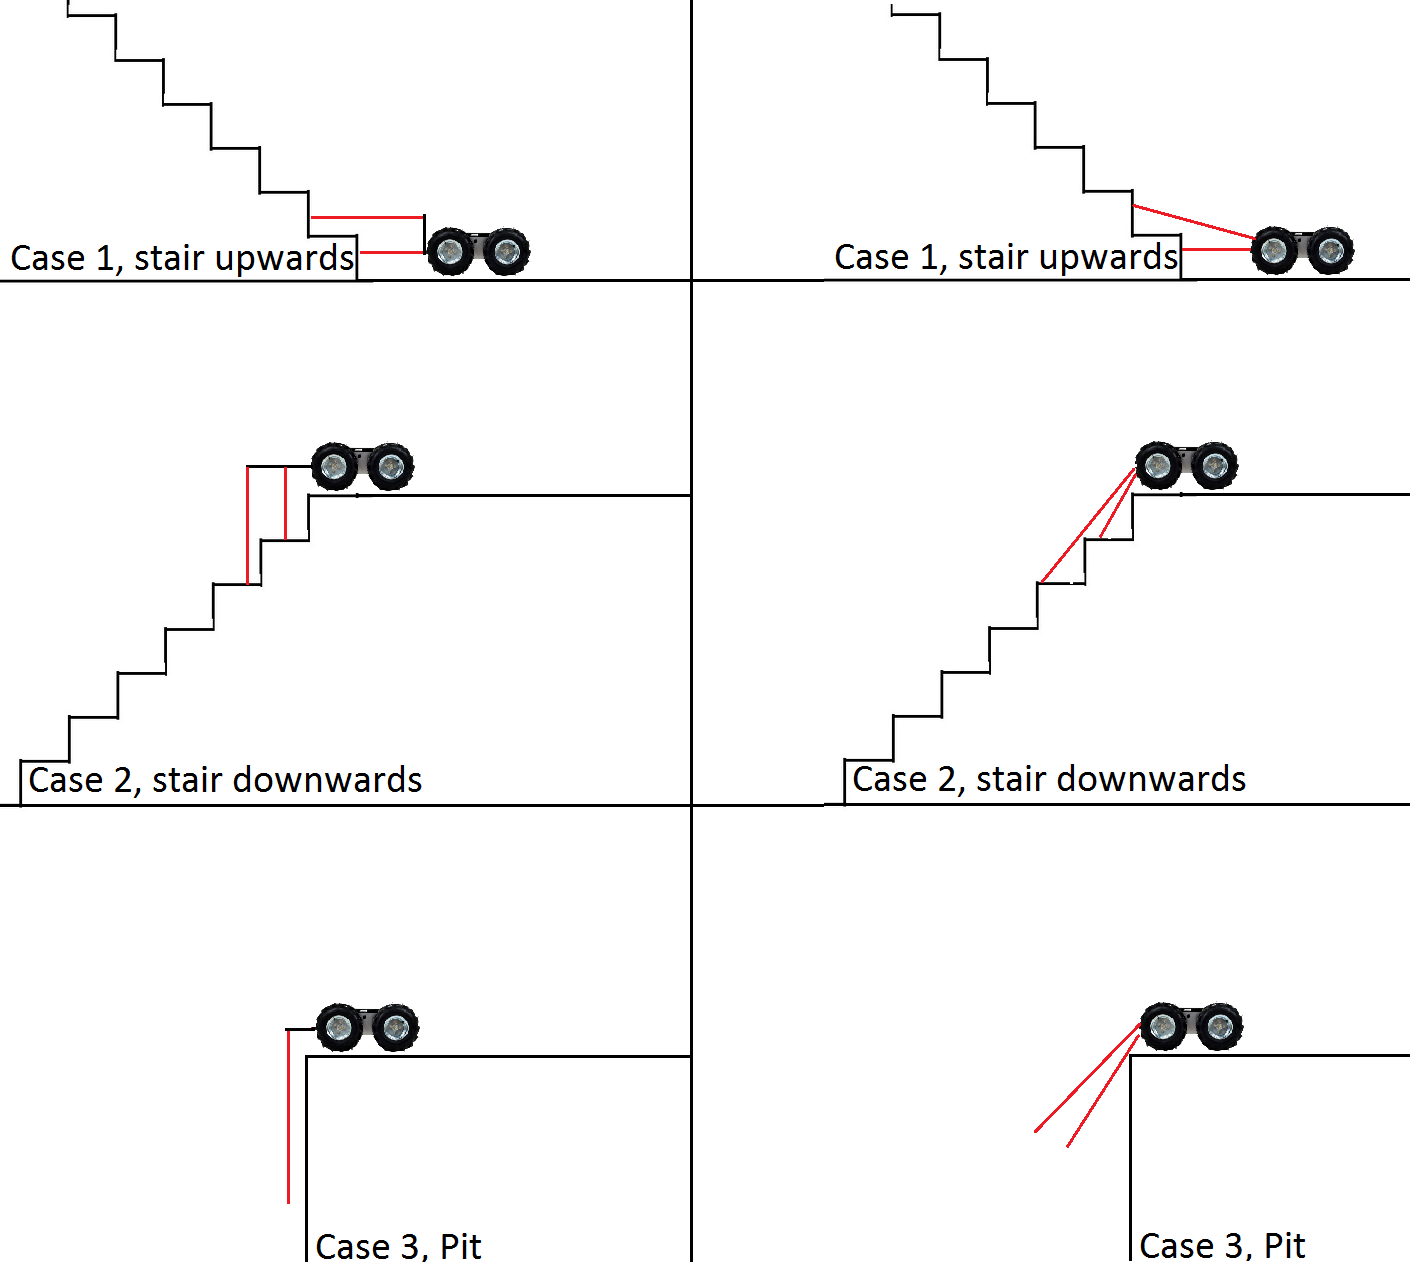 Case 1, stair upwards
Case 1, stair upwards
Case 2, stair downwards
Case 2, stair downwards
Case 3, Pit
Case 3, Pit